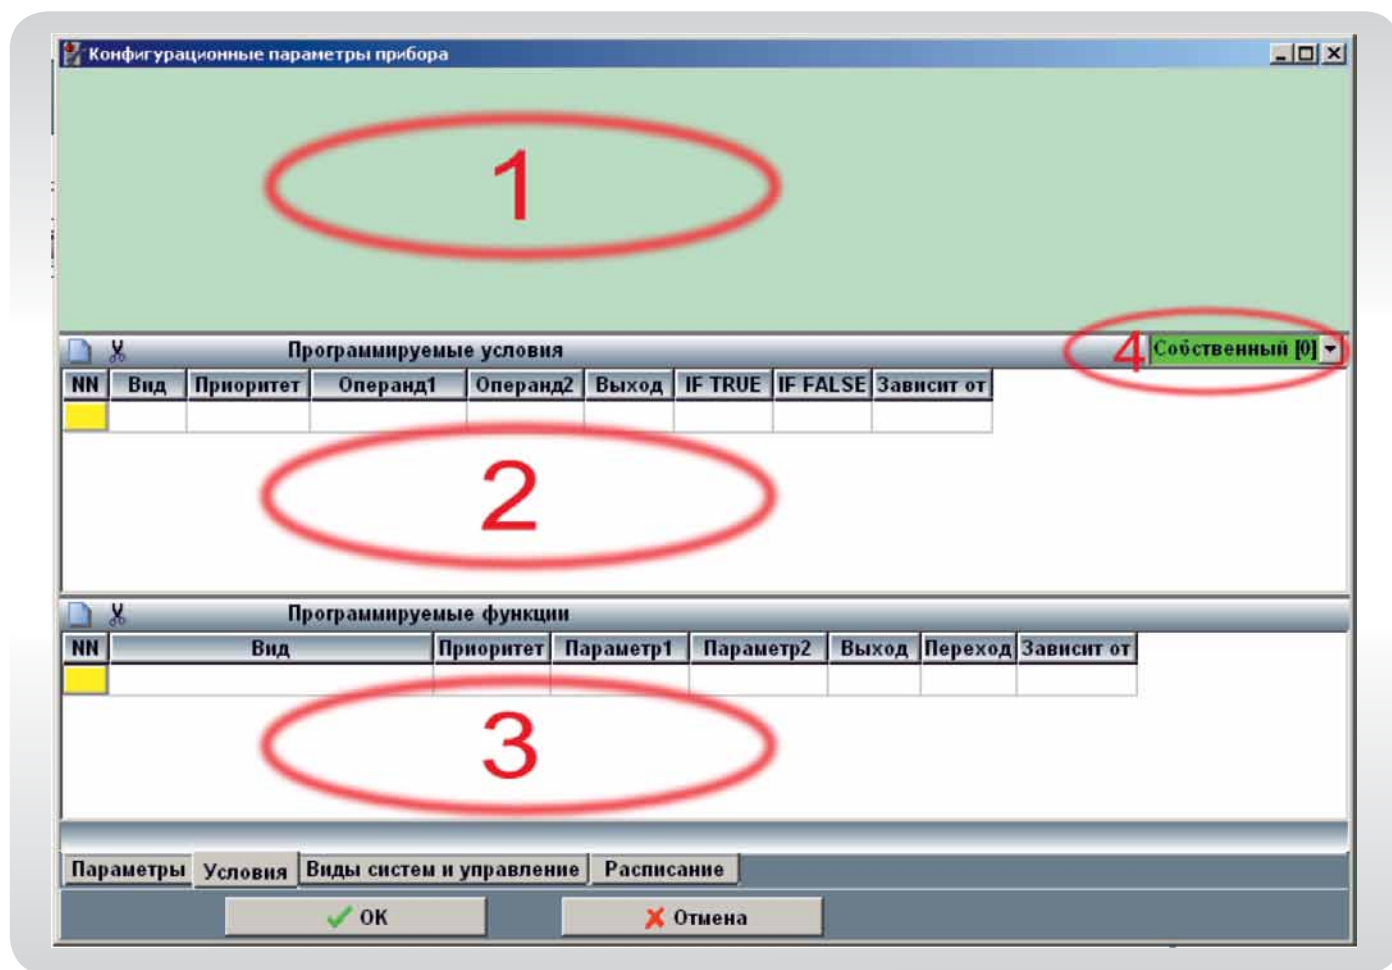 Конфигурационные параметры прибора
1
Программируемые условия
4 Собственный [0]
NN Вид Приоритет Операнд1 Операнд2 Выход IF TRUE IF FALSE Зависит от
2
Программируемые функции
NN Вид Приоритет Параметр1 Параметр2 Выход Переход Зависит от
3
Параметры Условия Виды систем и управление Расписание
OK Отмена